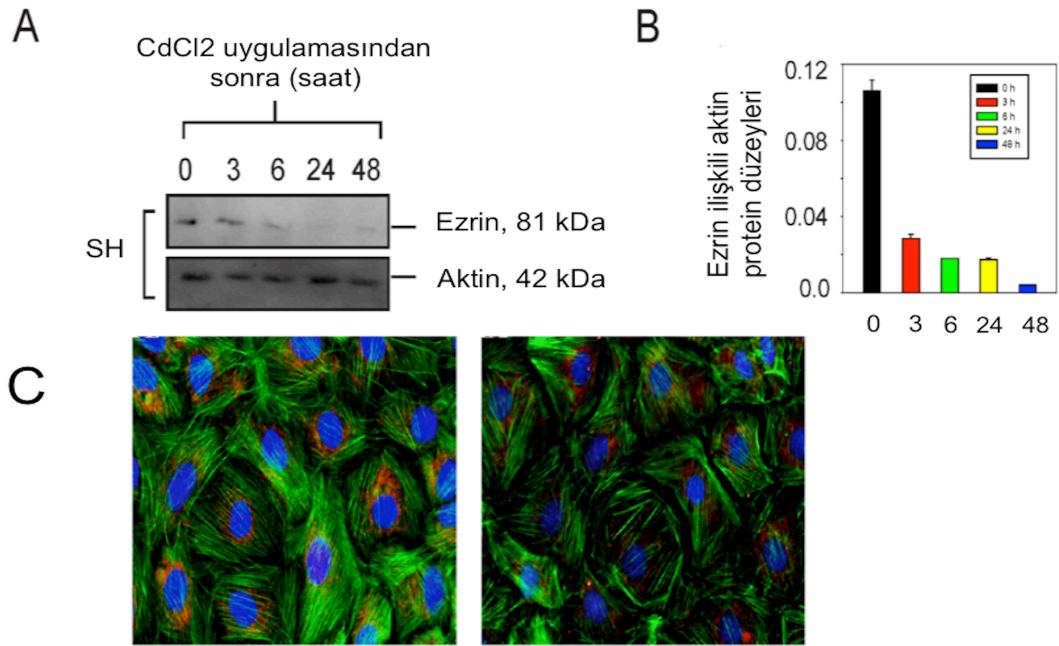 A
CdCl2 uygulamasından
sonra (saat)
0 3 6 24 48
SH
Ezrin, 81 kDa
Aktin, 42 kDa
B
Ezrin ilişkili aktin
protein düzeyleri
0.12
0.08
0.04
0.0
0 h
3 h
6 h
24 h
48 h
0 3 6 24 48
C